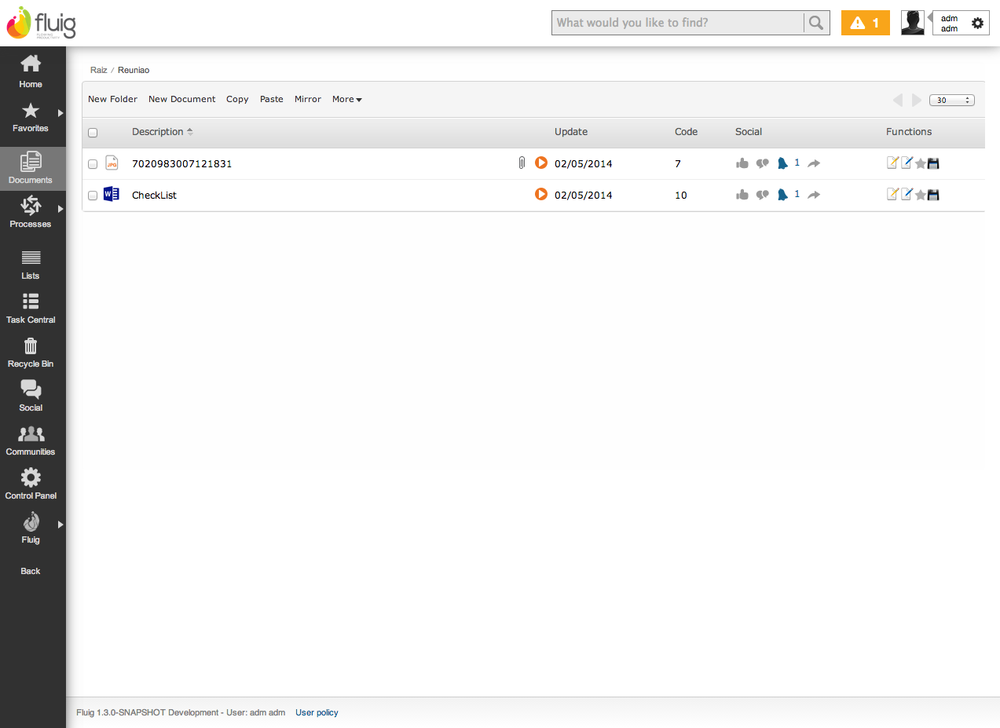 fluig
FLOWING
PRODUCTIVITY
What would you like to find?
1
adm
adm
Home
Favorites
Documents
Processes
Lists
Task Central
Recycle Bin
Social
Communities
Control Panel
Fluig
Back
Raiz / Reuniao
New Folder New Document Copy Paste Mirror More 30
Description Update Code Social Functions
JPG 7020983007121831 02/05/2014 7 1
W CheckList 02/05/2014 10 1
Fluig 1.3.0-SNAPSHOT Development - User: adm adm User policy